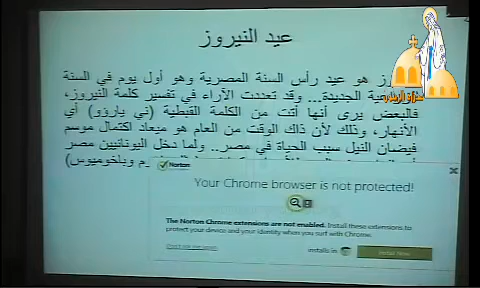 عيد النيروز
هو عيد رأس السنة المصرية وهو أول يوم في السنة
الجديدة... وقد تعددت الآراء في تفسير كلمة النيروز،
فالبعض يرى أنها أتت من الكلمة القبطية (ني يارؤو) أي
الأنهار، وذلك لأن ذلك الوقت من العام هو ميعاد اكتمال موسم
فيضان النيل سبب الحياة في مصر.. ولما دخل اليونانيين مصر
وباخوميوس)
Norton
Your Chrome browser is not protected!
The Norton Chrome extensions are not enabled. Install these extensions to
protect your device and your identity when you surf with Chrome.
installs in
Install Now